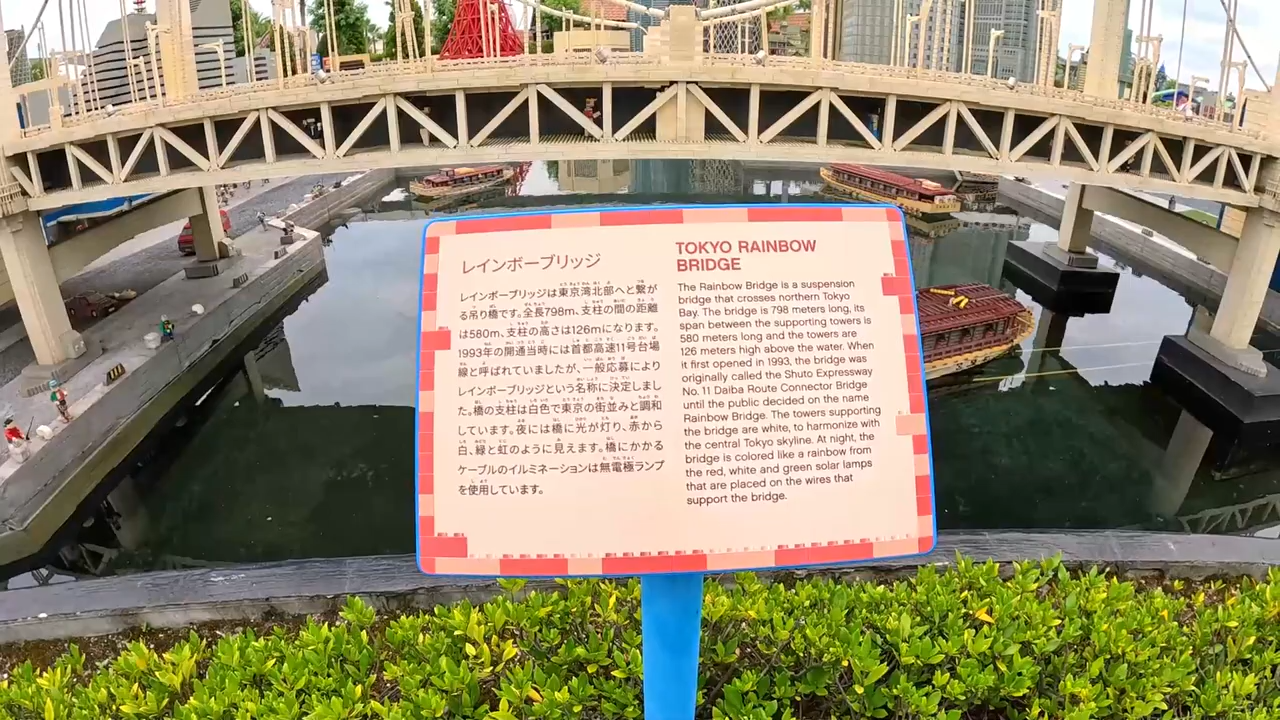 レインボーブリッジ
レインボーブリッジは東京湾北部へと繋が
る吊り橋です。全長798m、支柱の間の距離
は580m、支柱の高さは126mになります。
1993年の開通当時には首都高速11号台場
線と呼ばれていましたが、一般応募により
レインボーブリッジという名称に決定しまし
た。橋の支柱は白色で東京の街並みと調和
しています。夜には橋に光が灯り、赤から
白、緑と虹のように見えます。橋にかかる
ケーブルのイルミネーションは無電極ランプ
を使用しています。
TOKYO RAINBOW
BRIDGE
The Rainbow Bridge is a suspension
bridge that crosses northern Tokyo
Bay. The bridge is 798 meters long, its
span between the supporting towers is
580 meters long and the towers are
126 meters high above the water. When
it first opened in 1993, the bridge was
originally called the Shuto Expressway
No. 11 Daiba Route Connector Bridge
until the public decided on the name
Rainbow Bridge. The towers supporting
the bridge are white, to harmonize with
the central Tokyo skyline. At night, the
bridge is colored like a rainbow from
the red, white and green solar lamps
that are placed on the wires that
support the bridge.